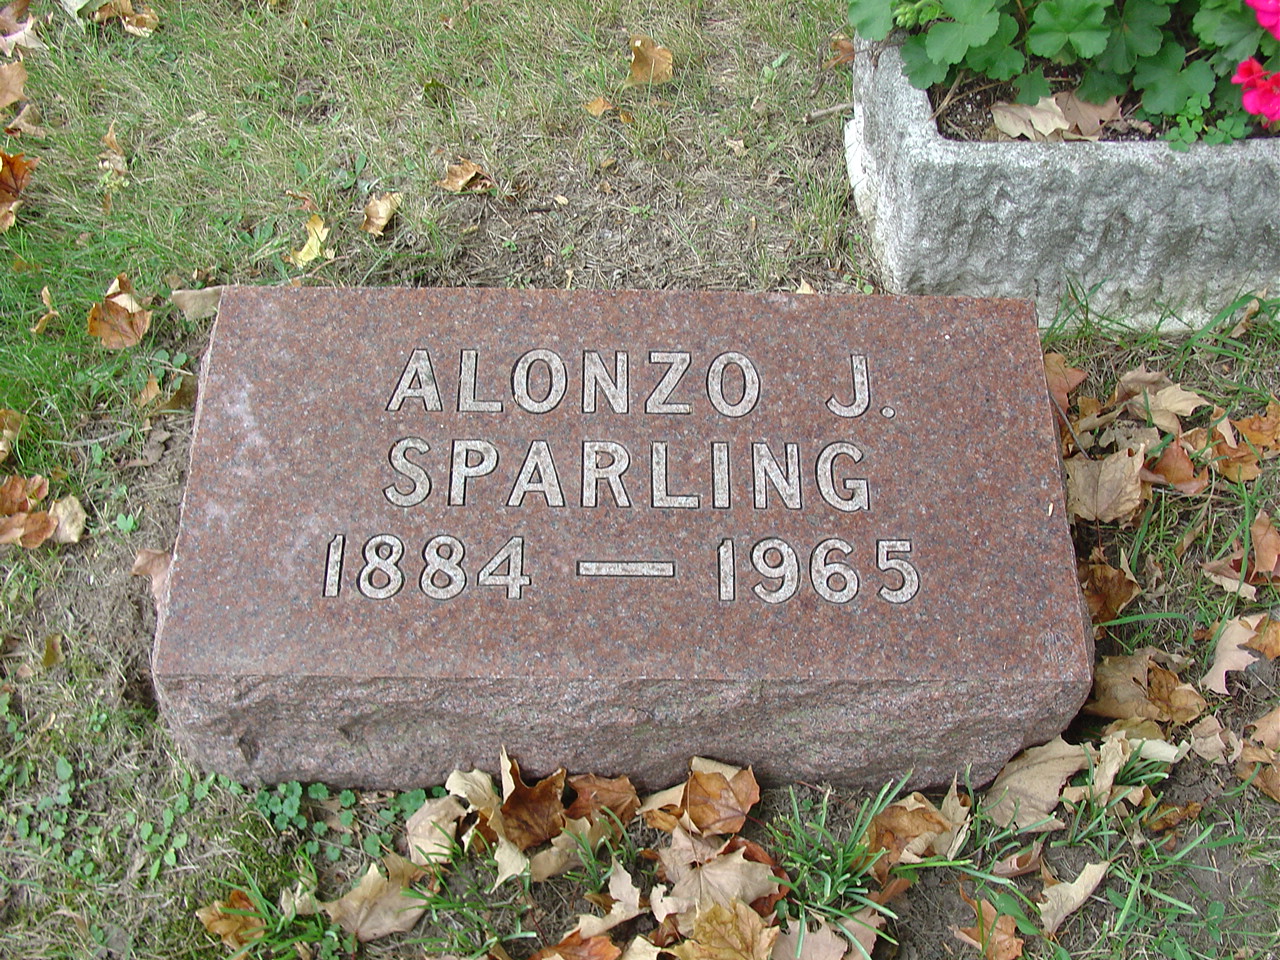 ALONZO J.
SPARLING
1884 — 1965